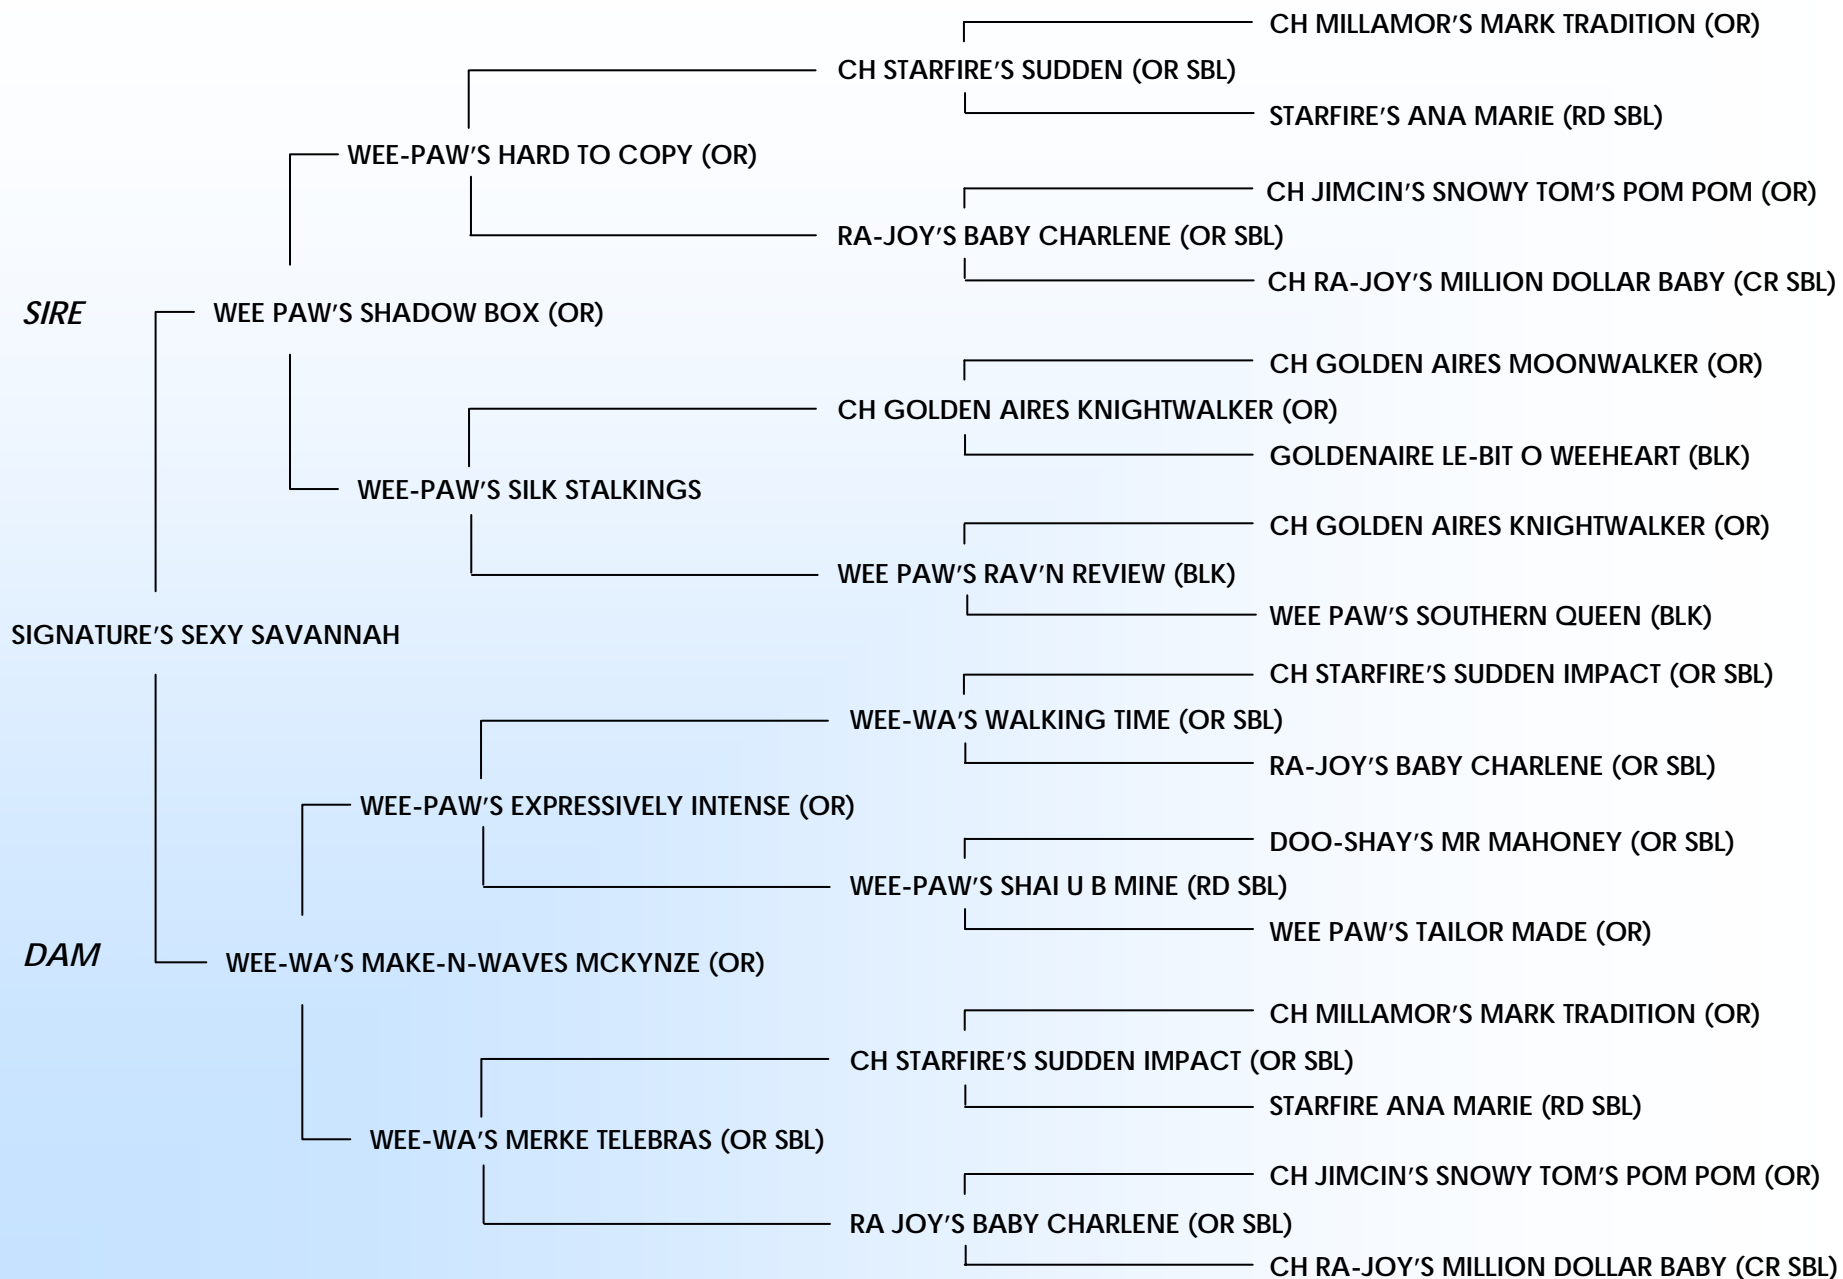 CH MILLAMOR'S MARK TRADITION (OR)
CH STARFIRE'S SUDDEN (OR SBL)
STARFIRE'S ANA MARIE (RD SBL)
WEE-PAW'S HARD TO COPY (OR)
CH JIMCIN'S SNOWY TOM'S POM POM (OR)
RA-JOY'S BABY CHARLENE (OR SBL)
CH RA-JOY'S MILLION DOLLAR BABY (CR SBL)
SIRE
WEE PAW'S SHADOW BOX (OR)
CH GOLDEN AIRES MOONWALKER (OR)
CH GOLDEN AIRES KNIGHTWALKER (OR)
GOLDENAIRE LE-BIT O WEEHEART (BLK)
WEE-PAW'S SILK STALKINGS
CH GOLDEN AIRES KNIGHTWALKER (OR)
WEE PAW'S RAV'N REVIEW (BLK)
WEE PAW'S SOUTHERN QUEEN (BLK)
SIGNATURE'S SEXY SAVANNAH
CH STARFIRE'S SUDDEN IMPACT (OR SBL)
WEE-WA'S WALKING TIME (OR SBL)
RA-JOY'S BABY CHARLENE (OR SBL)
WEE-PAW'S EXPRESSIVELY INTENSE (OR)
DOO-SHAY'S MR MAHONEY (OR SBL)
WEE-PAW'S SHAI U B MINE (RD SBL)
WEE PAW'S TAILOR MADE (OR)
DAM
WEE-WA'S MAKE-N-WAVES MCKYNZE (OR)
CH MILLAMOR'S MARK TRADITION (OR)
CH STARFIRE'S SUDDEN IMPACT (OR SBL)
STARFIRE ANA MARIE (RD SBL)
WEE-WA'S MERKE TELEBRAS (OR SBL)
CH JIMCIN'S SNOWY TOM'S POM POM (OR)
RA JOY'S BABY CHARLENE (OR SBL)
CH RA-JOY'S MILLION DOLLAR BABY (CR SBL)